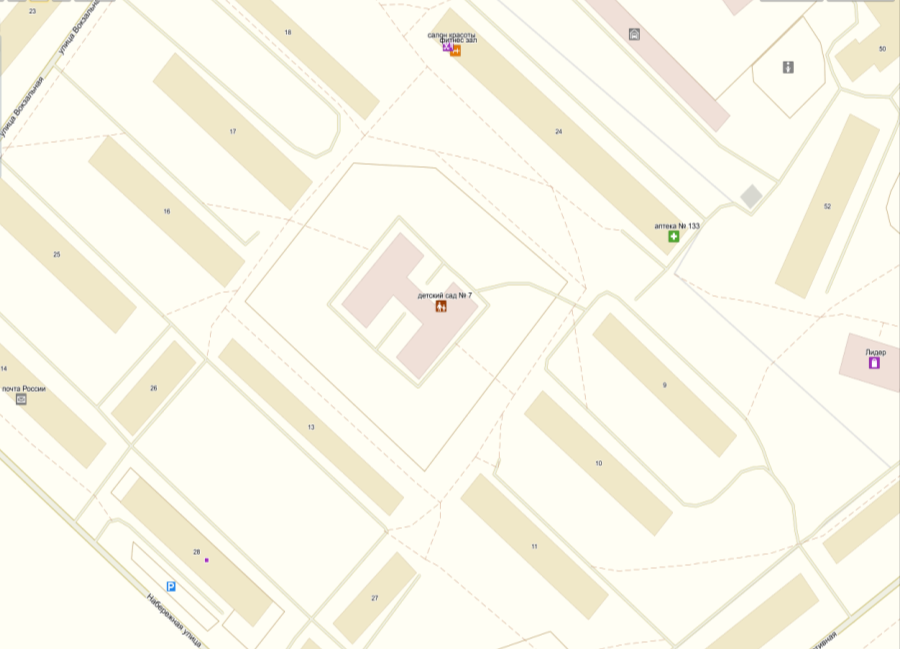 23
улица Вокзальная
18
салон красоты
фитнес зал
50
17
24
улица Вокзальная
16
52
аптека № 133
25
детский сад № 7
Лидер
14
почта России
26
9
13
10
28
11
P
27
Набережная улица
тивная